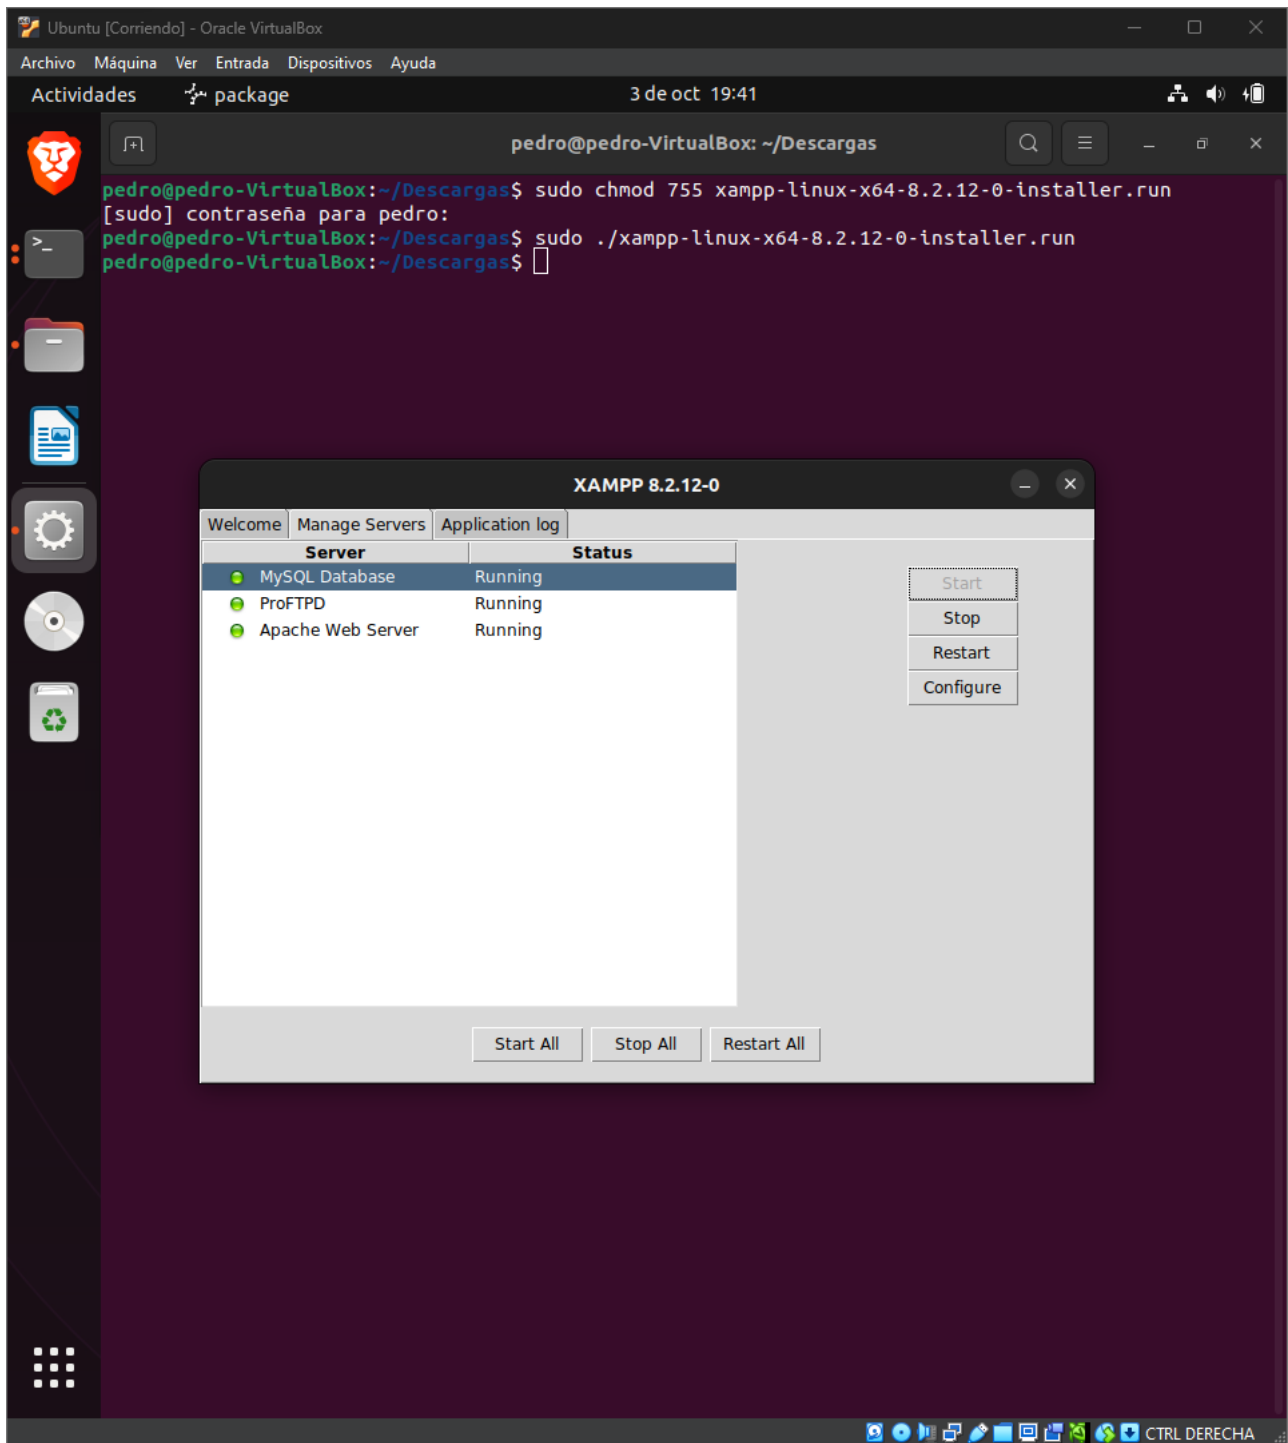 Ubuntu [Corriendo] - Oracle VirtualBox
Archivo Máquina Ver Entrada Dispositivos Ayuda
Actividades package 3 de oct 19:41
pedro@pedro-VirtualBox: ~/Descargas
pedro@pedro-VirtualBox:~/Descargas$ sudo chmod 755 xampp-linux-x64-8.2.12-0-installer.run
[sudo] contraseña para pedro:
pedro@pedro-VirtualBox:~/Descargas$ sudo ./xampp-linux-x64-8.2.12-0-installer.run
pedro@pedro-VirtualBox:~/Descargas$
XAMPP 8.2.12-0
Welcome Manage Servers Application log
Server Status
MySQL Database Running
ProFTPD Running
Apache Web Server Running
Start
Stop
Restart
Configure
Start All Stop All Restart All
CTRL DERECHA